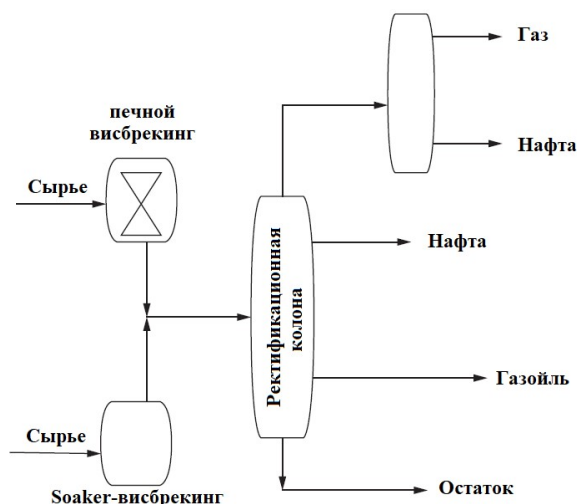 Газ
печной
висбрекинг
Нафта
Сырье
Ректификационная
колона
Нафта
Газойль
Сырье
Остаток
Soaker-висбрекинг